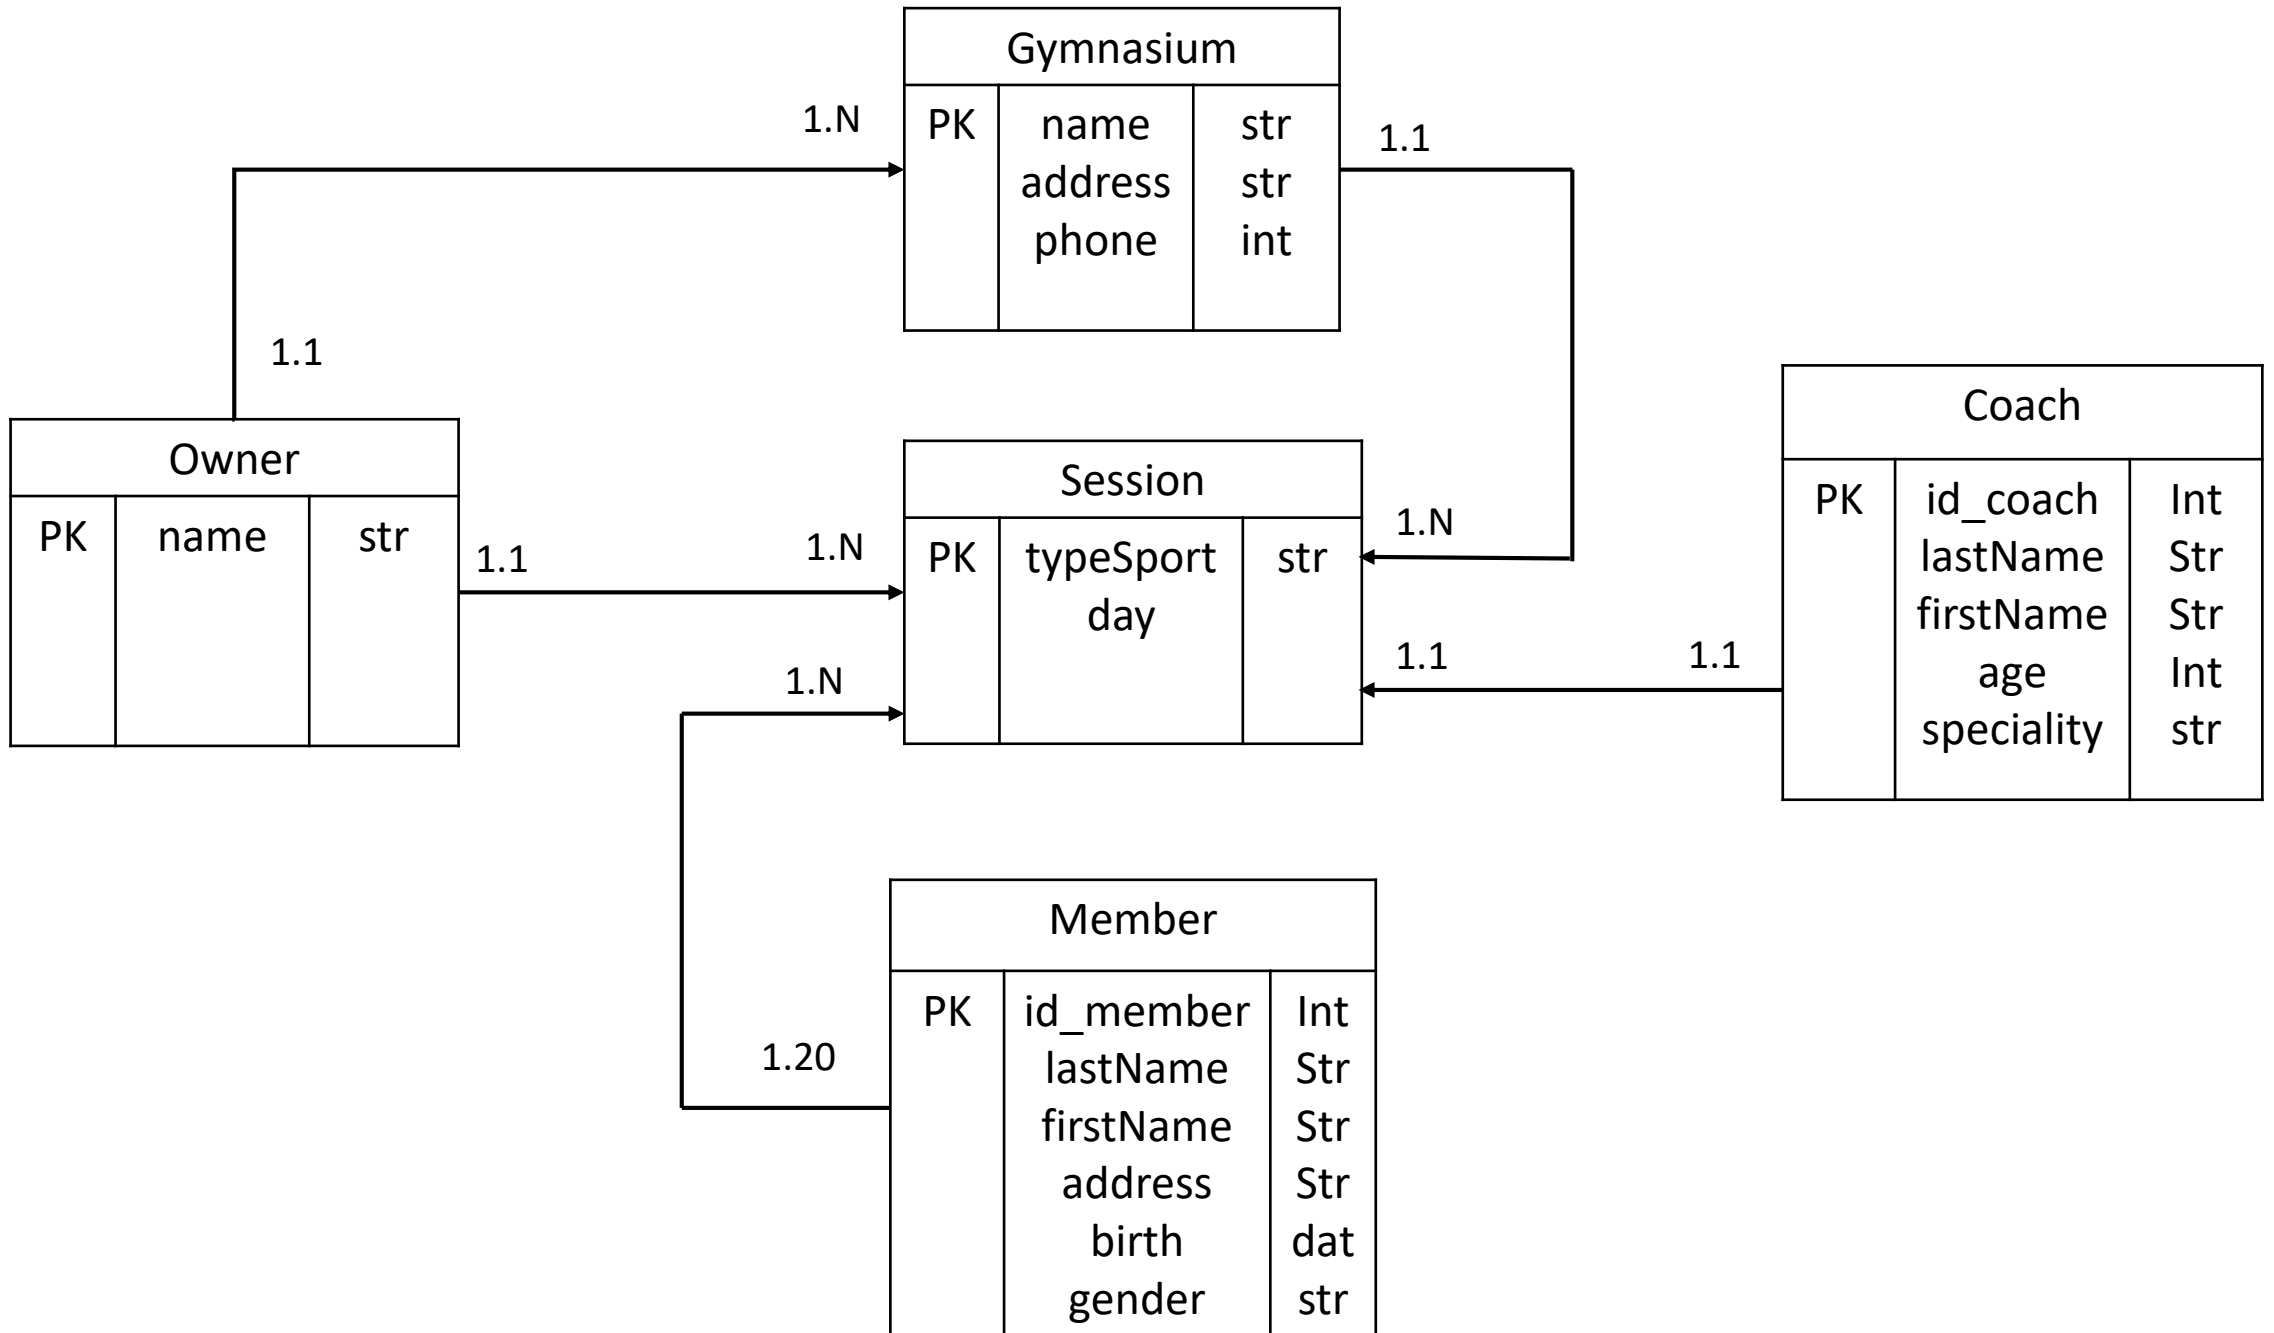 Gymnasium
PK name str
address str
phone int
1.N
1.1
1.1
Owner
PK name str
1.1
1.N
Session
PK typeSport str
day
1.N
1.1
1.1
1.N
Coach
PK id_coach Int
lastName Str
firstName Str
age Int
speciality str
Member
PK id_member Int
lastName Str
firstName Str
address Str
birth dat
gender str
1.20